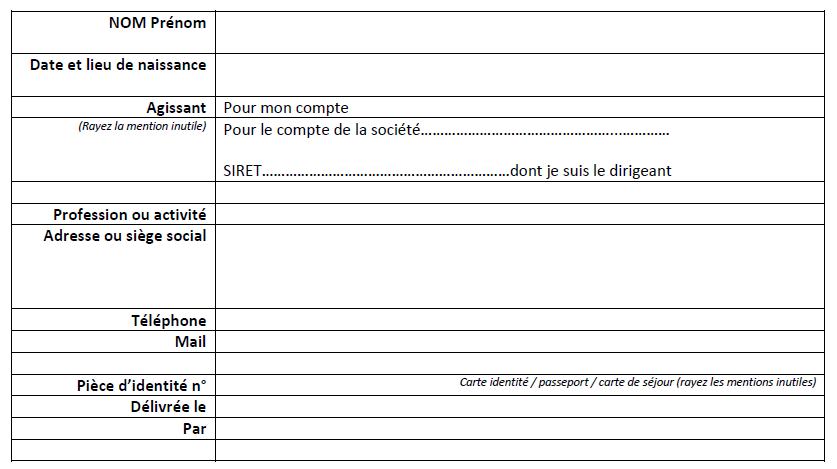 NOM Prénom
Date et lieu de naissance
Agissant Pour mon compte
(Rayez la mention inutile) Pour le compte de la société…………………………………………...…………
SIRET………………………………………………………dont je suis le dirigeant
Profession ou activité
Adresse ou siège social
Téléphone
Mail
Pièce d’identité n° Carte identité / passeport / carte de séjour (rayez les mentions inutiles)
Délivrée le
Par